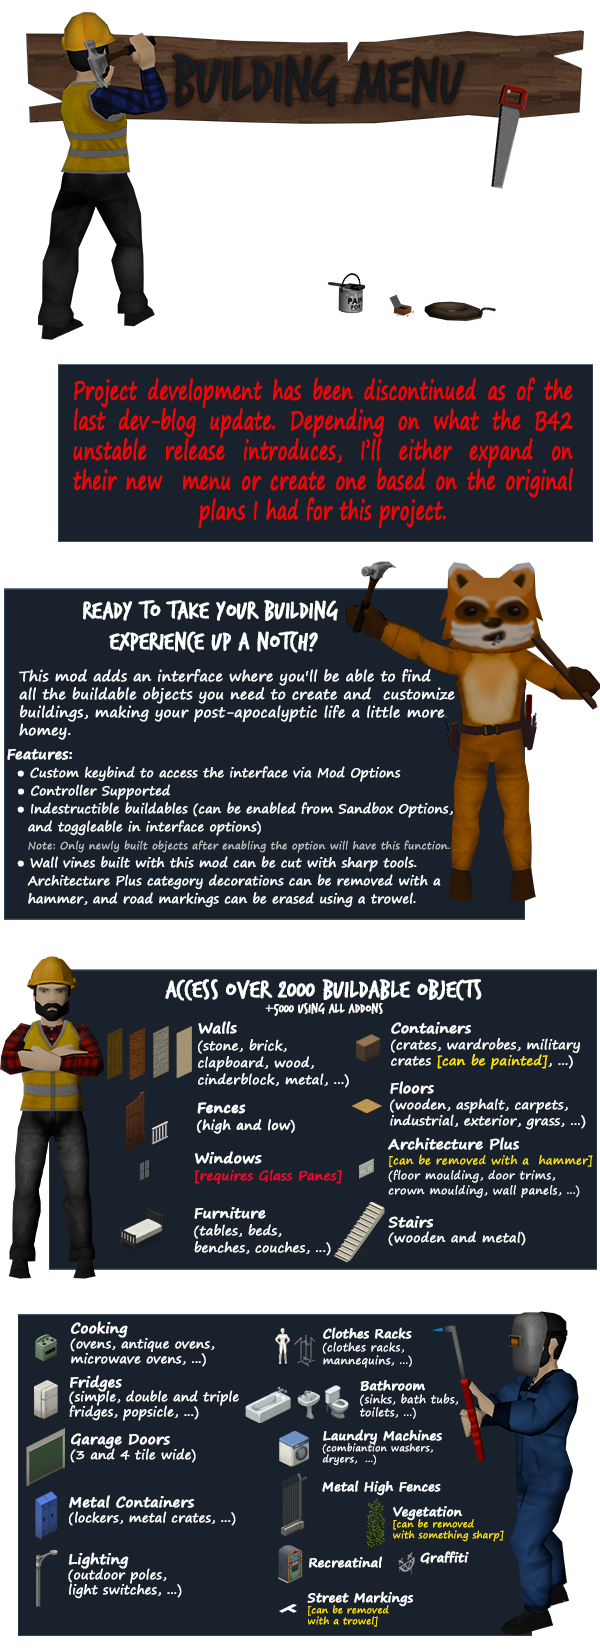 BUILDING MENU
PAIN
FOR
Project development has been discontinued as of the
last dev-blog update. Depending on what the B42
unstable release introduces, I'll either expand on
their new menu or create one based on the original
plans I had for this project.
READY TO TAKE YOUR BUILDING
EXPERIENCE UP A NOTCH?
This mod adds an interface where you'll be able to find
all the buildable objects you need to create and customize
buildings, making your post-apocalyptic life a little more
homey.
Features:
• Custom keybind to access the interface via Mod Options
• Controller Supported
• Indestructible buildables (can be enabled from Sandbox Options,
and toggleable in interface options)
Note: Only newly built objects after enabling the option will have this function.
• Wall vines built with this mod can be cut with sharp tools.
Architecture Plus category decorations can be removed with a
hammer, and road markings can be erased using a trowel.
ACCESS OVER 2000 BUILDABLE OBJECTS
+5000 USING ALL ADDONS
Walls
(stone, brick,
clapboard, wood,
cinderblock, metal, ...)
Fences
(high and low)
Windows
[requires Glass Panes]
Furniture
(tables, beds,
benches, couches, ...)
Containers
(crates, wardrobes, military
crates [can be painted], ...)
Floors
(wooden, asphalt, carpets,
industrial, exterior, grass, ...)
Architecture Plus
[can be removed with a hammer]
(floor moulding, door trims,
crown moulding, wall panels, ...)
Stairs
(wooden and metal)
Cooking
(ovens, antique ovens,
microwave ovens, ...)
Fridges
(simple, double and triple
fridges, popsicle, ...)
Garage Doors
(3 and 4 tile wide)
Metal Containers
(lockers, metal crates, ...)
Lighting
(outdoor poles,
light switches, ...)
Clothes Racks
(clothes racks,
mannequins, ...)
Bathroom
(sinks, bath tubs,
toilets, ...)
Laundry Machines
(combiantion washers,
dryers, ...)
Metal High Fences
Vegetation
[can be removed
with something sharp]
Recreatinal
Graffiti
Street Markings
[can be removed
with a trowel]